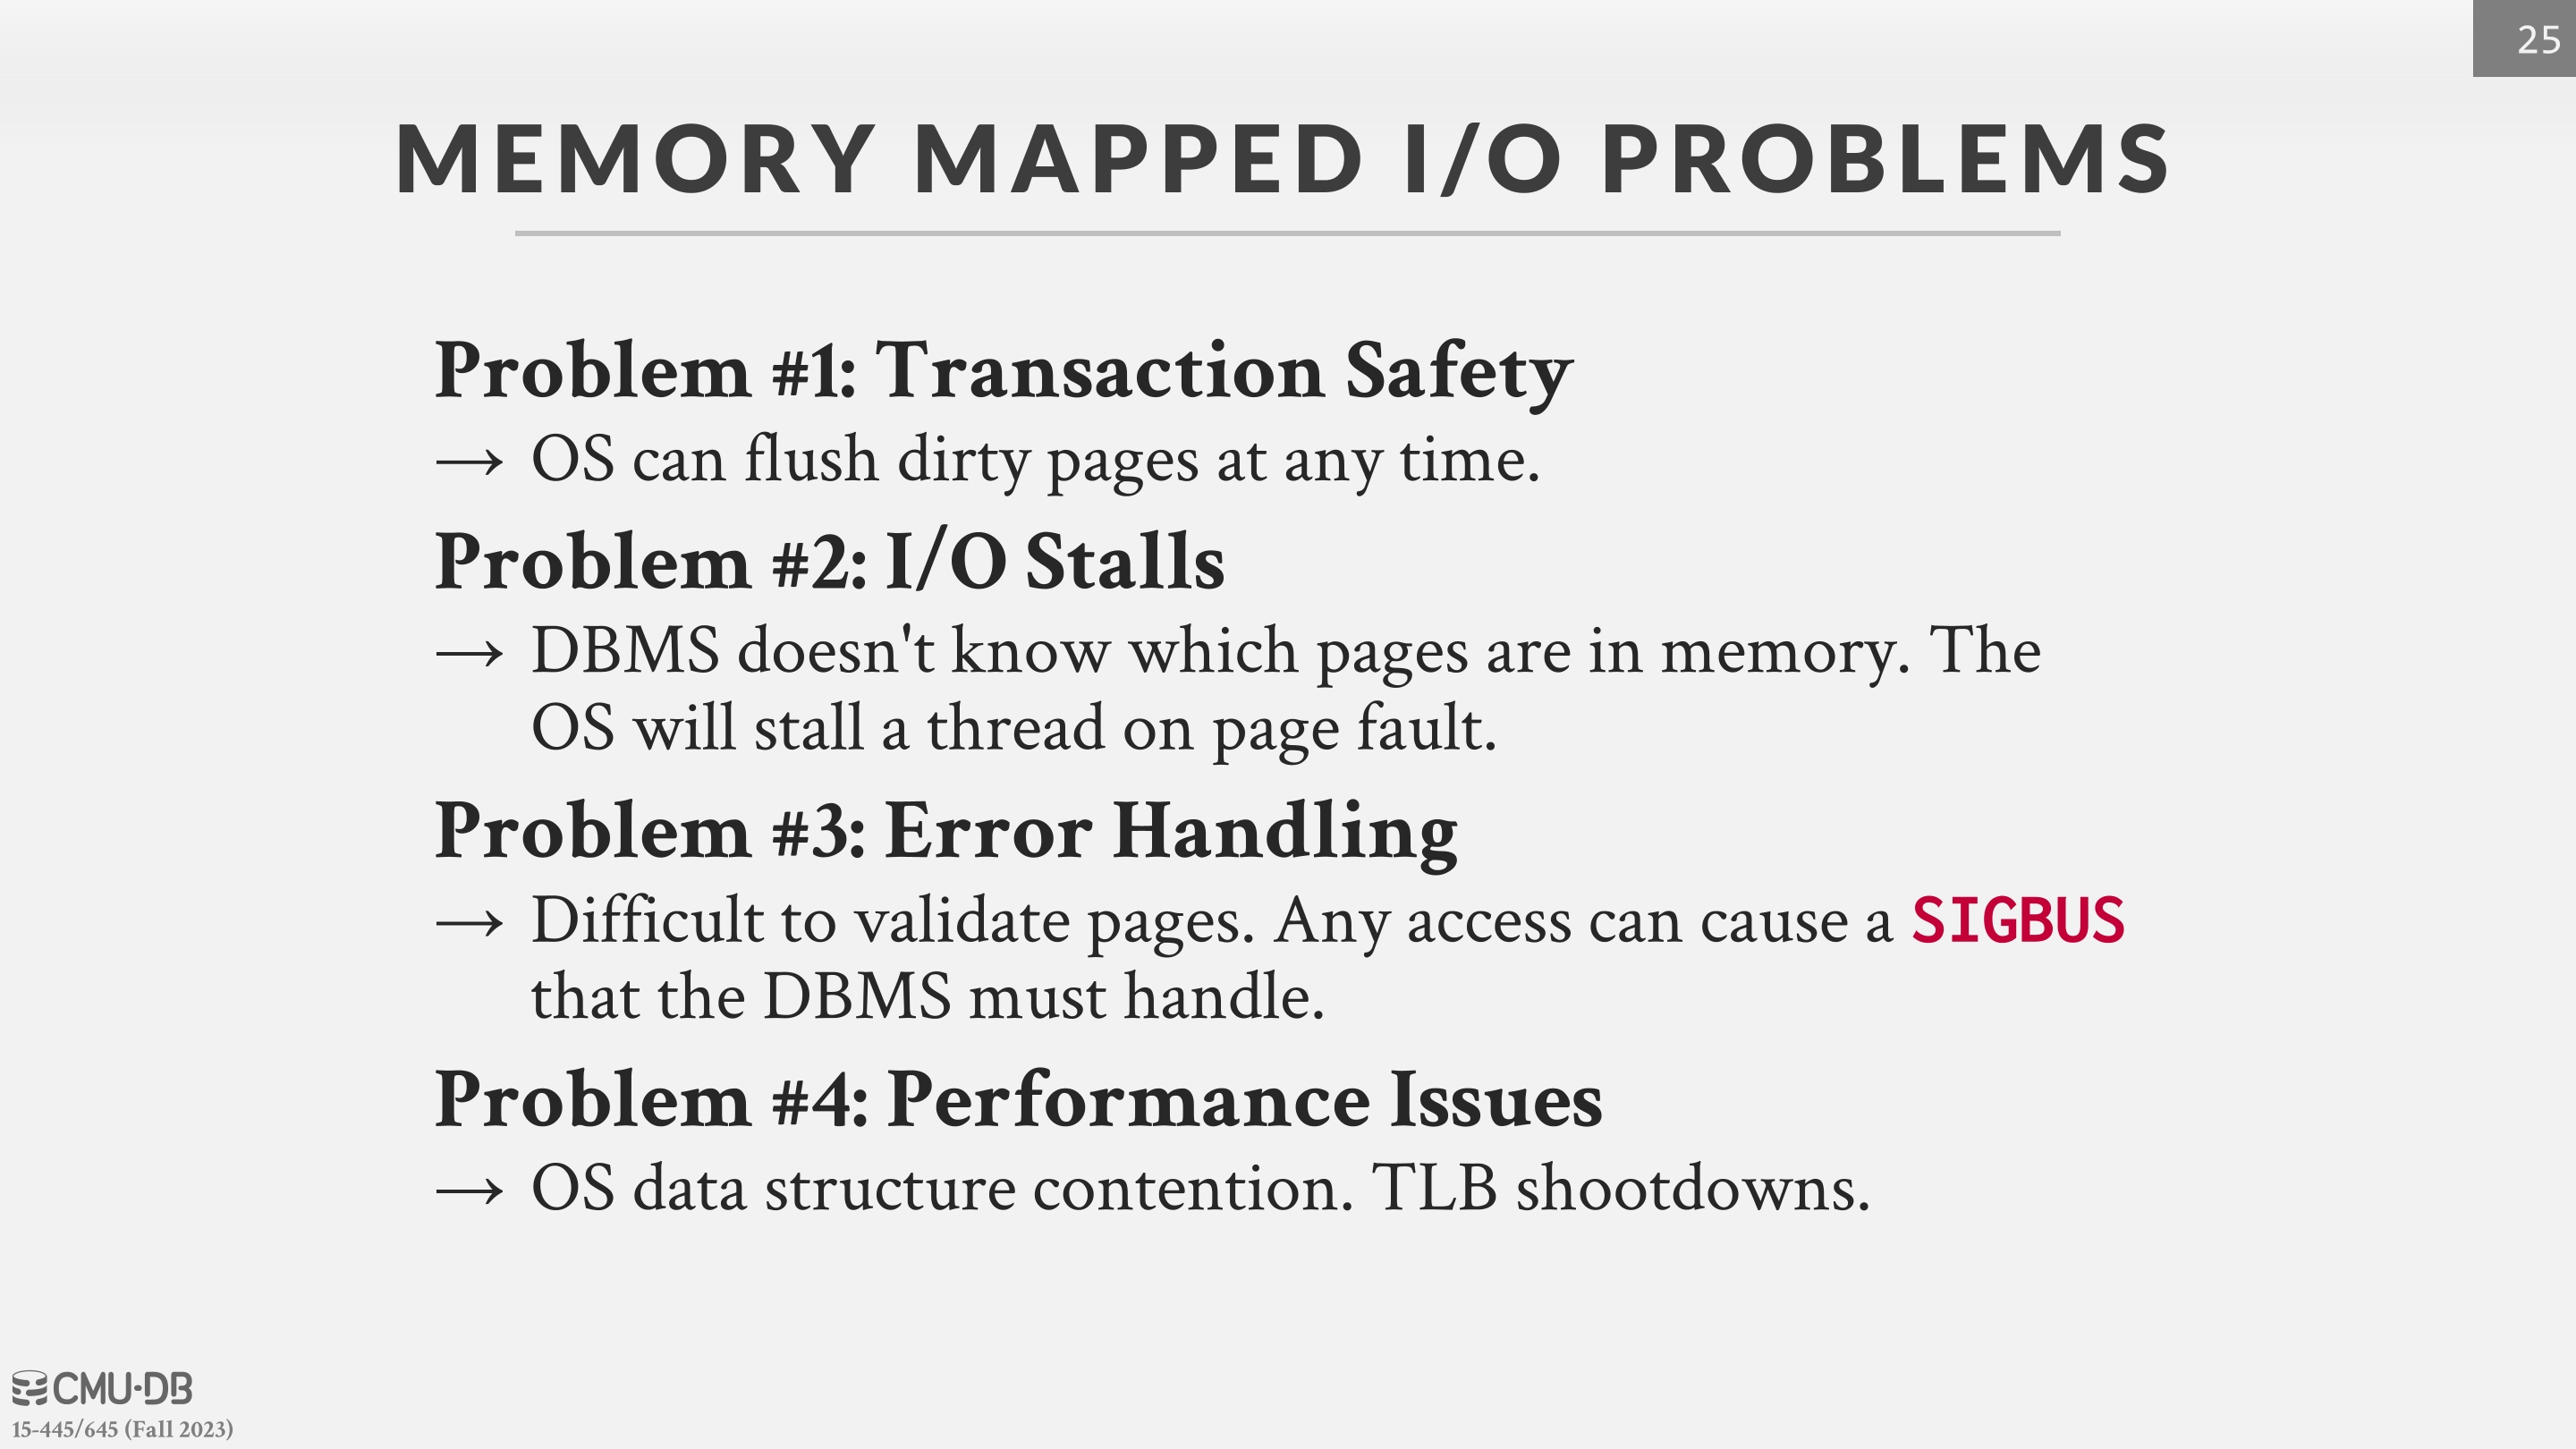 25
MEMORY MAPPED I/O PROBLEMS
Problem #1: Transaction Safety
→ OS can flush dirty pages at any time.
Problem #2: I/O Stalls
→ DBMS doesn't know which pages are in memory. The
OS will stall a thread on page fault.
Problem #3: Error Handling
→ Difficult to validate pages. Any access can cause a SIGBUS
that the DBMS must handle.
Problem #4: Performance Issues
→ OS data structure contention. TLB shootdowns.
CMU·DB
15-445/645 (Fall 2023)